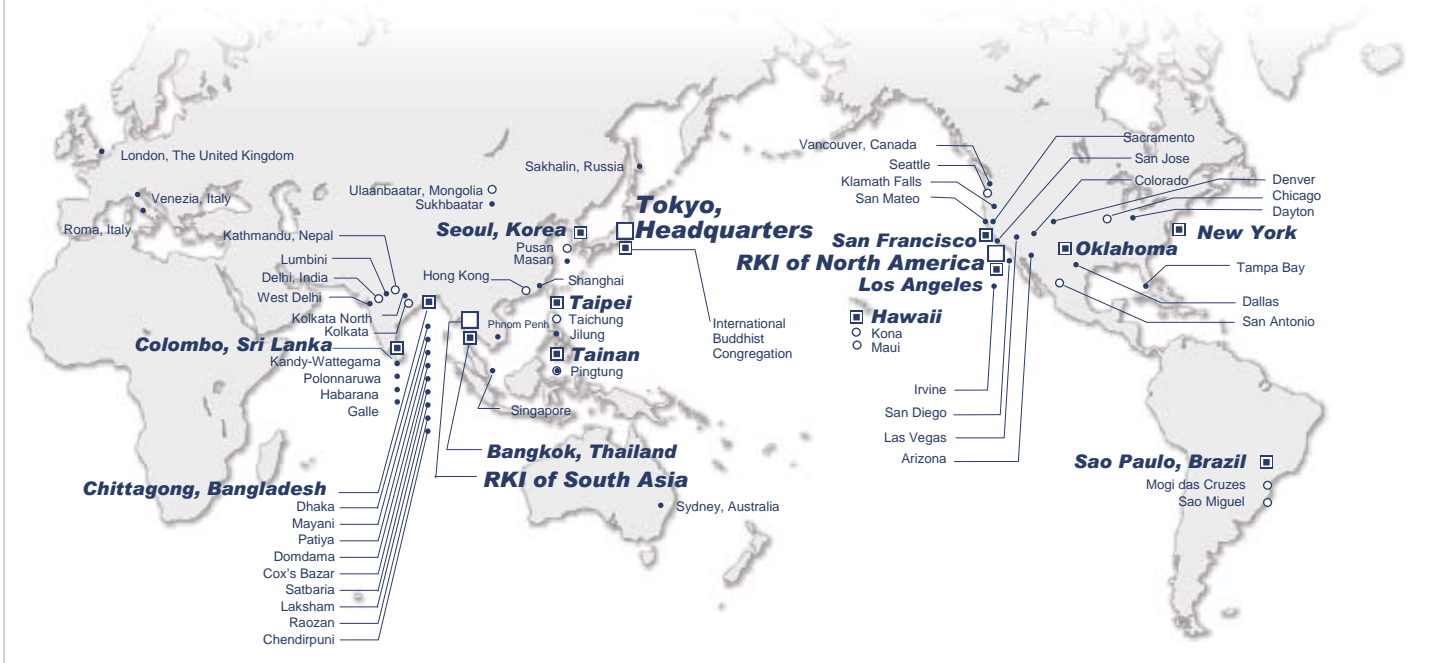 London, The United Kingdom
Venezia, Italy
Roma, Italy
Ulaanbaatar, Mongolia
Sukhbaatar
Sakhalin, Russia
Tokyo,
Headquarters
Seoul, Korea
Pusan
Masan
Kathmandu, Nepal
Lumbini
Delhi, India
West Delhi
Kolkata North
Kolkata
Hong Kong
Shanghai
Colombo, Sri Lanka
Kandy-Wattegama
Polonnaruwa
Habarana
Galle
Phnom Penh
Taipei
Taichung
Jilung
Tainan
Pingtung
International
Buddhist
Congregation
Singapore
Bangkok, Thailand
RKI of South Asia
Chittagong, Bangladesh
Dhaka
Mayani
Patiya
Domdama
Cox's Bazar
Satbaria
Laksham
Raozan
Chendirpuni
Sydney, Australia
Vancouver, Canada
Seattle
Klamath Falls
San Mateo
Sacramento
San Jose
Colorado
Denver
Chicago
Dayton
San Francisco
RKI of North America
Los Angeles
Oklahoma
New York
Tampa Bay
Dallas
San Antonio
Hawaii
Kona
Maui
Irvine
San Diego
Las Vegas
Arizona
Sao Paulo, Brazil
Mogi das Cruzes
Sao Miguel